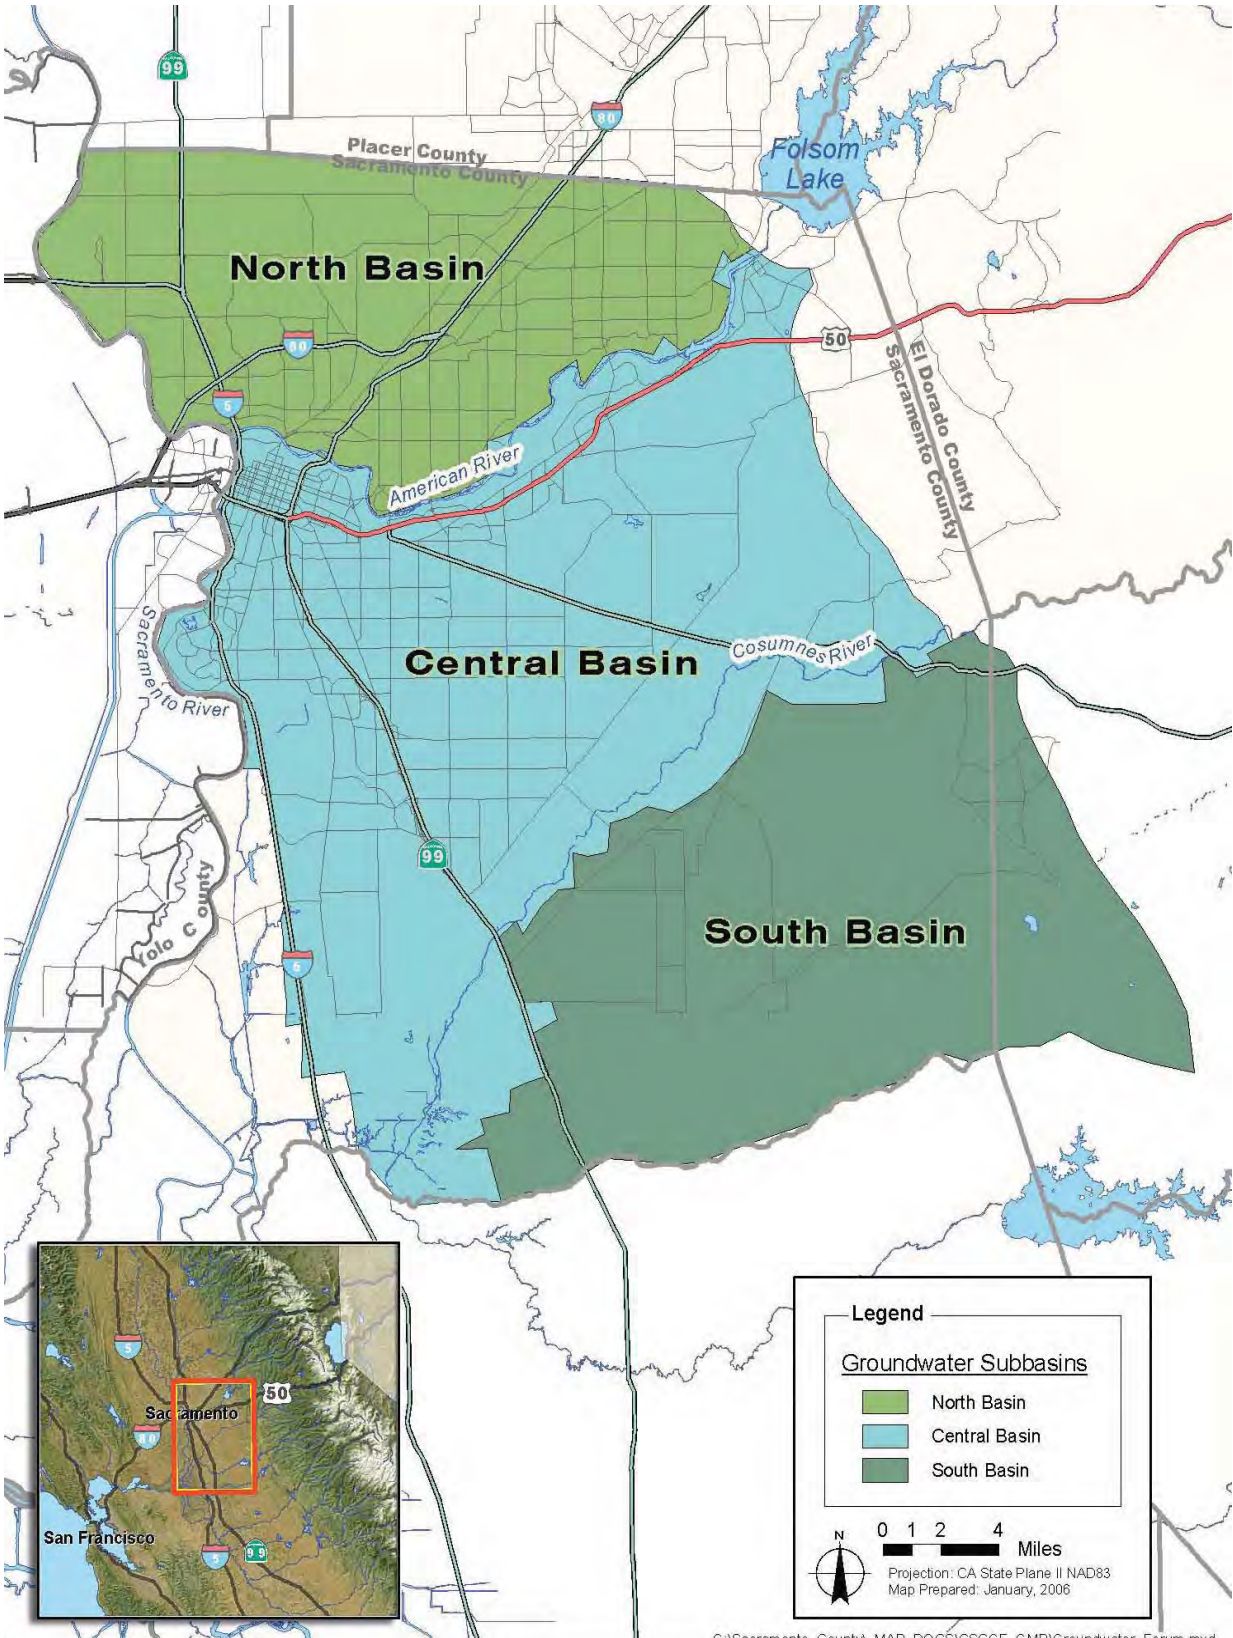 99
80
Placer County
Sacramento County
Folsom
Lake
North Basin
80
50
5
El Dorado County
Sacramento County
American River
Sacramento River
Cosumnes River
Central Basin
99
Yolo County
South Basin
5
5
50
Sacramento
80
San Francisco
5
99
Legend
Groundwater Subbasins
North Basin
Central Basin
South Basin
N
0 1 2 4
Miles
Projection: CA State Plane II NAD83
Map Prepared: January, 2006